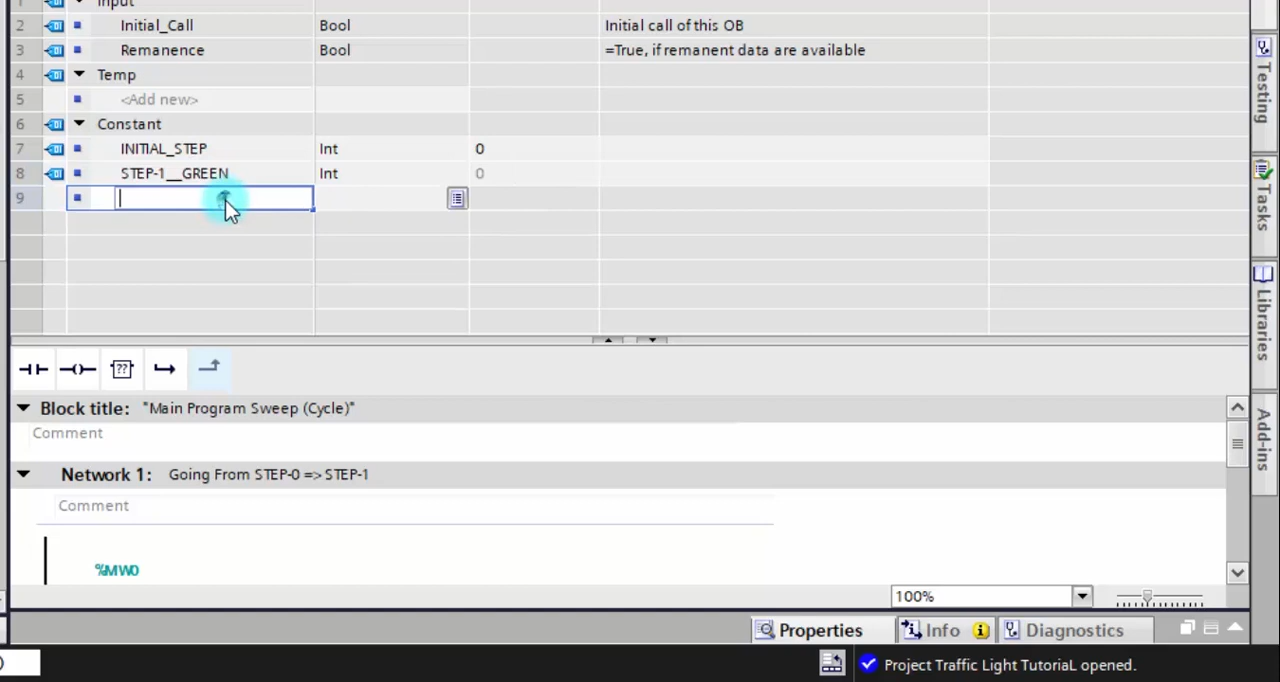 1 Input
2 Initial_Call Bool Initial call of this OB
3 Remanence Bool =True, if remanent data are available
4 Temp
5 <Add new>
6 Constant
7 INITIAL_STEP Int 0
8 STEP-1__GREEN Int 0
9
??
Block title: "Main Program Sweep (Cycle)"
Comment
Network 1: Going From STEP-0 => STEP-1
Comment
%MW0
100%
Properties Info Diagnostics
Project Traffic Light TutoriaL opened.
Testing
Tasks
Libraries
Add-ins